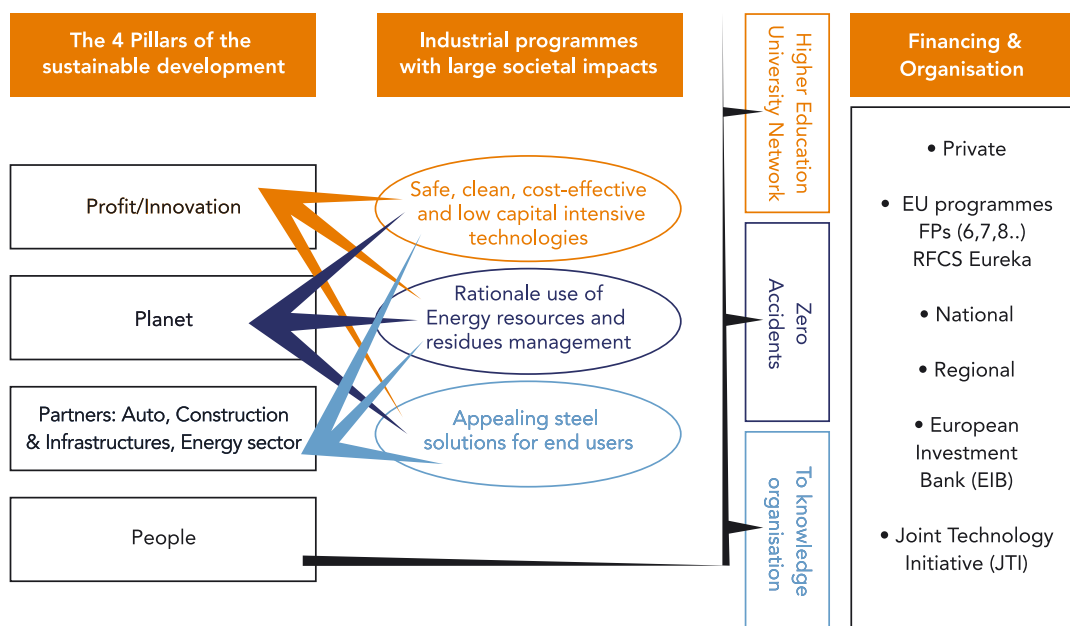 The 4 Pillars of the
sustainable development
Industrial programmes
with large societal impacts
Higher Education
University Network
Financing &
Organisation
Profit/Innovation
Planet
Partners: Auto, Construction
& Infrastructures, Energy sector
People
Safe, clean, cost-effective
and low capital intensive
technologies
Rationale use of
Energy resources and
residues management
Appealing steel
solutions for end users
Zero
Accidents
To knowledge
organisation
• Private
• EU programmes
FPs (6,7,8..)
RFCS Eureka
• National
• Regional
• European
Investment
Bank (EIB)
• Joint Technology
Initiative (JTI)